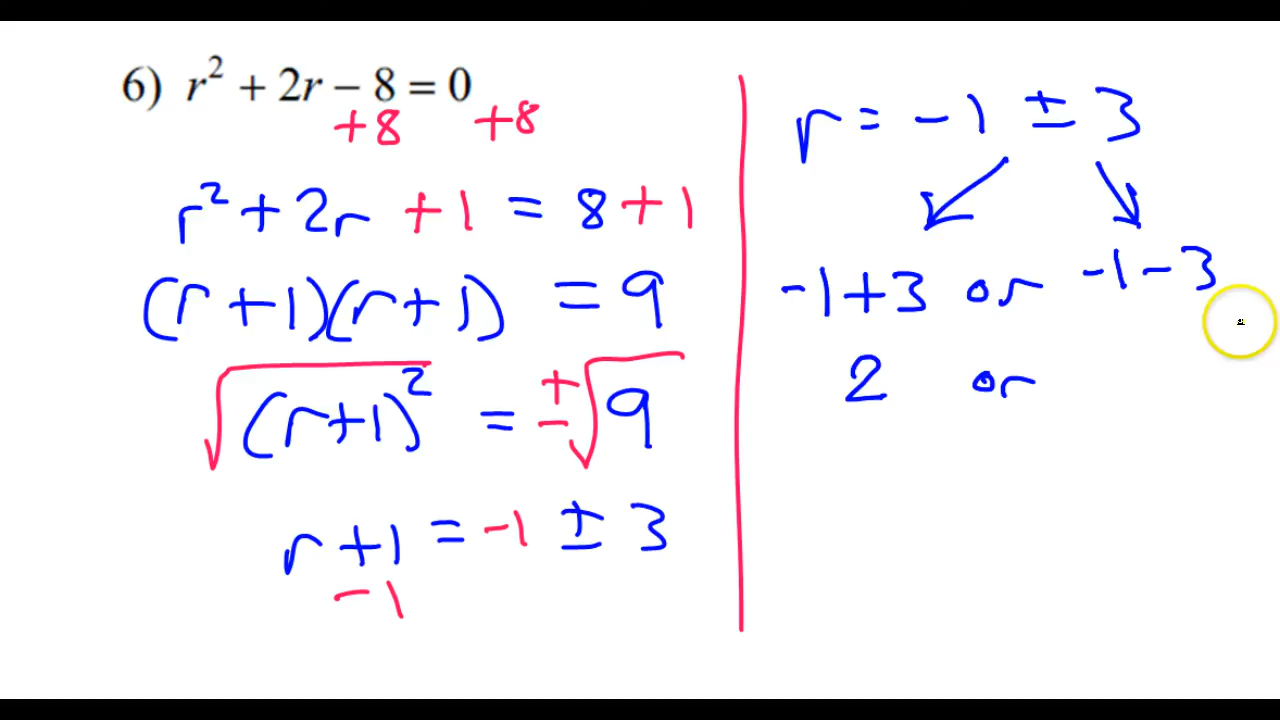 6) r² + 2r − 8 = 0
+8 +8
r² + 2r +1 = 8 +1
(r+1)(r+1) = 9
√(r+1)² = ±√9
r+1 = -1 ± 3
-1
r = -1 ± 3
-1+3 or -1-3
2 or